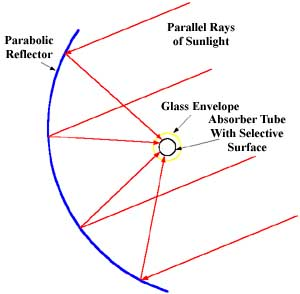 Parallel Rays
of Sunlight
Parabolic
Reflector
Glass Envelope
Absorber Tube
With Selective
Surface